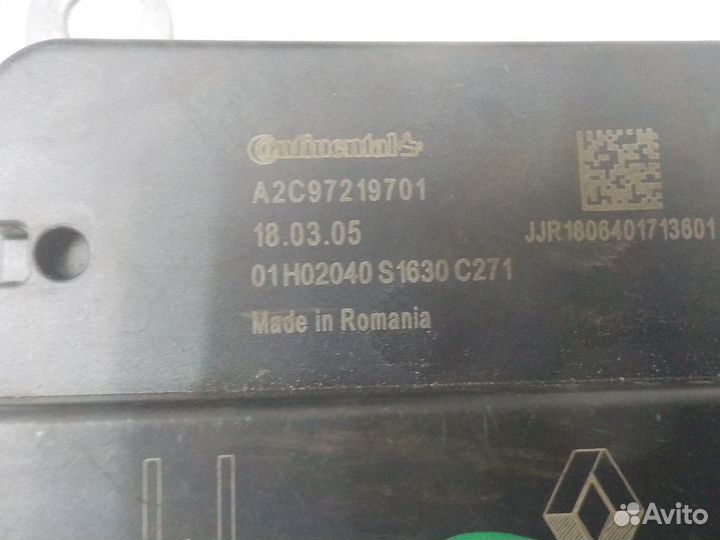 Continental
A2C97219701
18.03.05
JJR1806401713601
01H02040 S1630 C271
Made in Romania
Avito